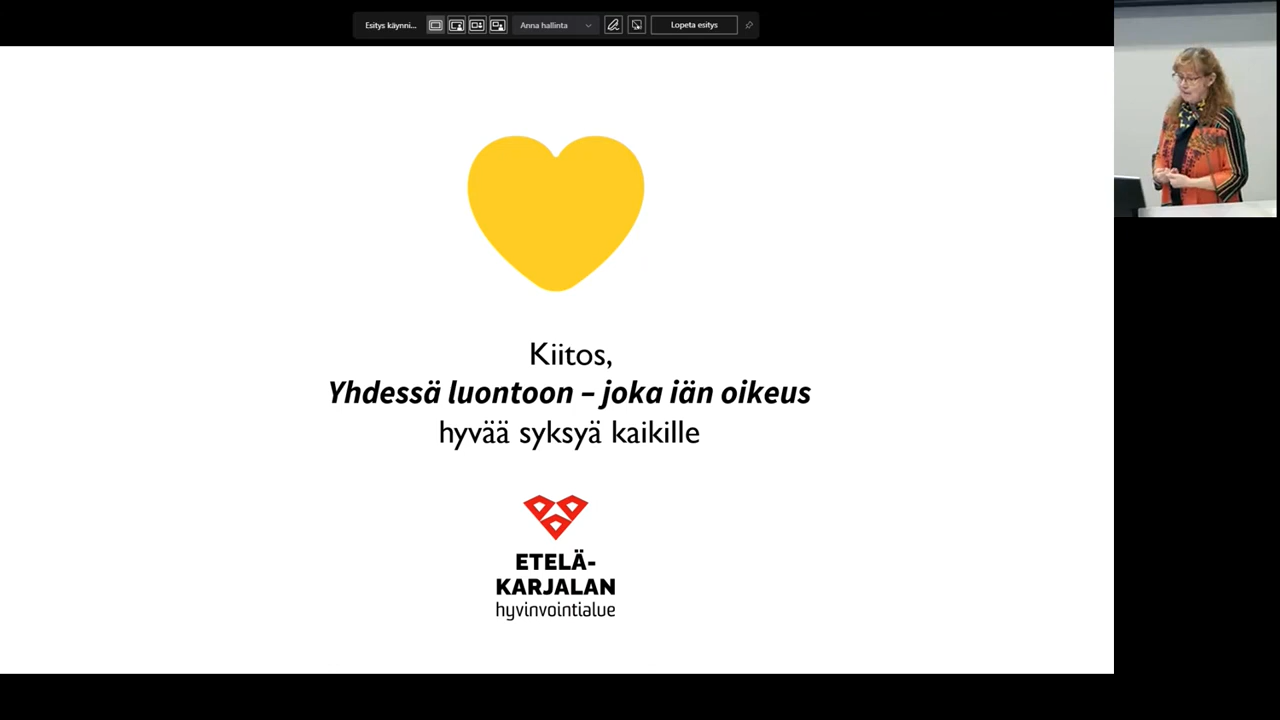 Esitys käynni...
Anna hallinta
Lopeta esitys
Kiitos,
Yhdessä luontoon – joka iän oikeus
hyvää syksyä kaikille
ETELÄ-
KARJALAN
hyvinvointialue